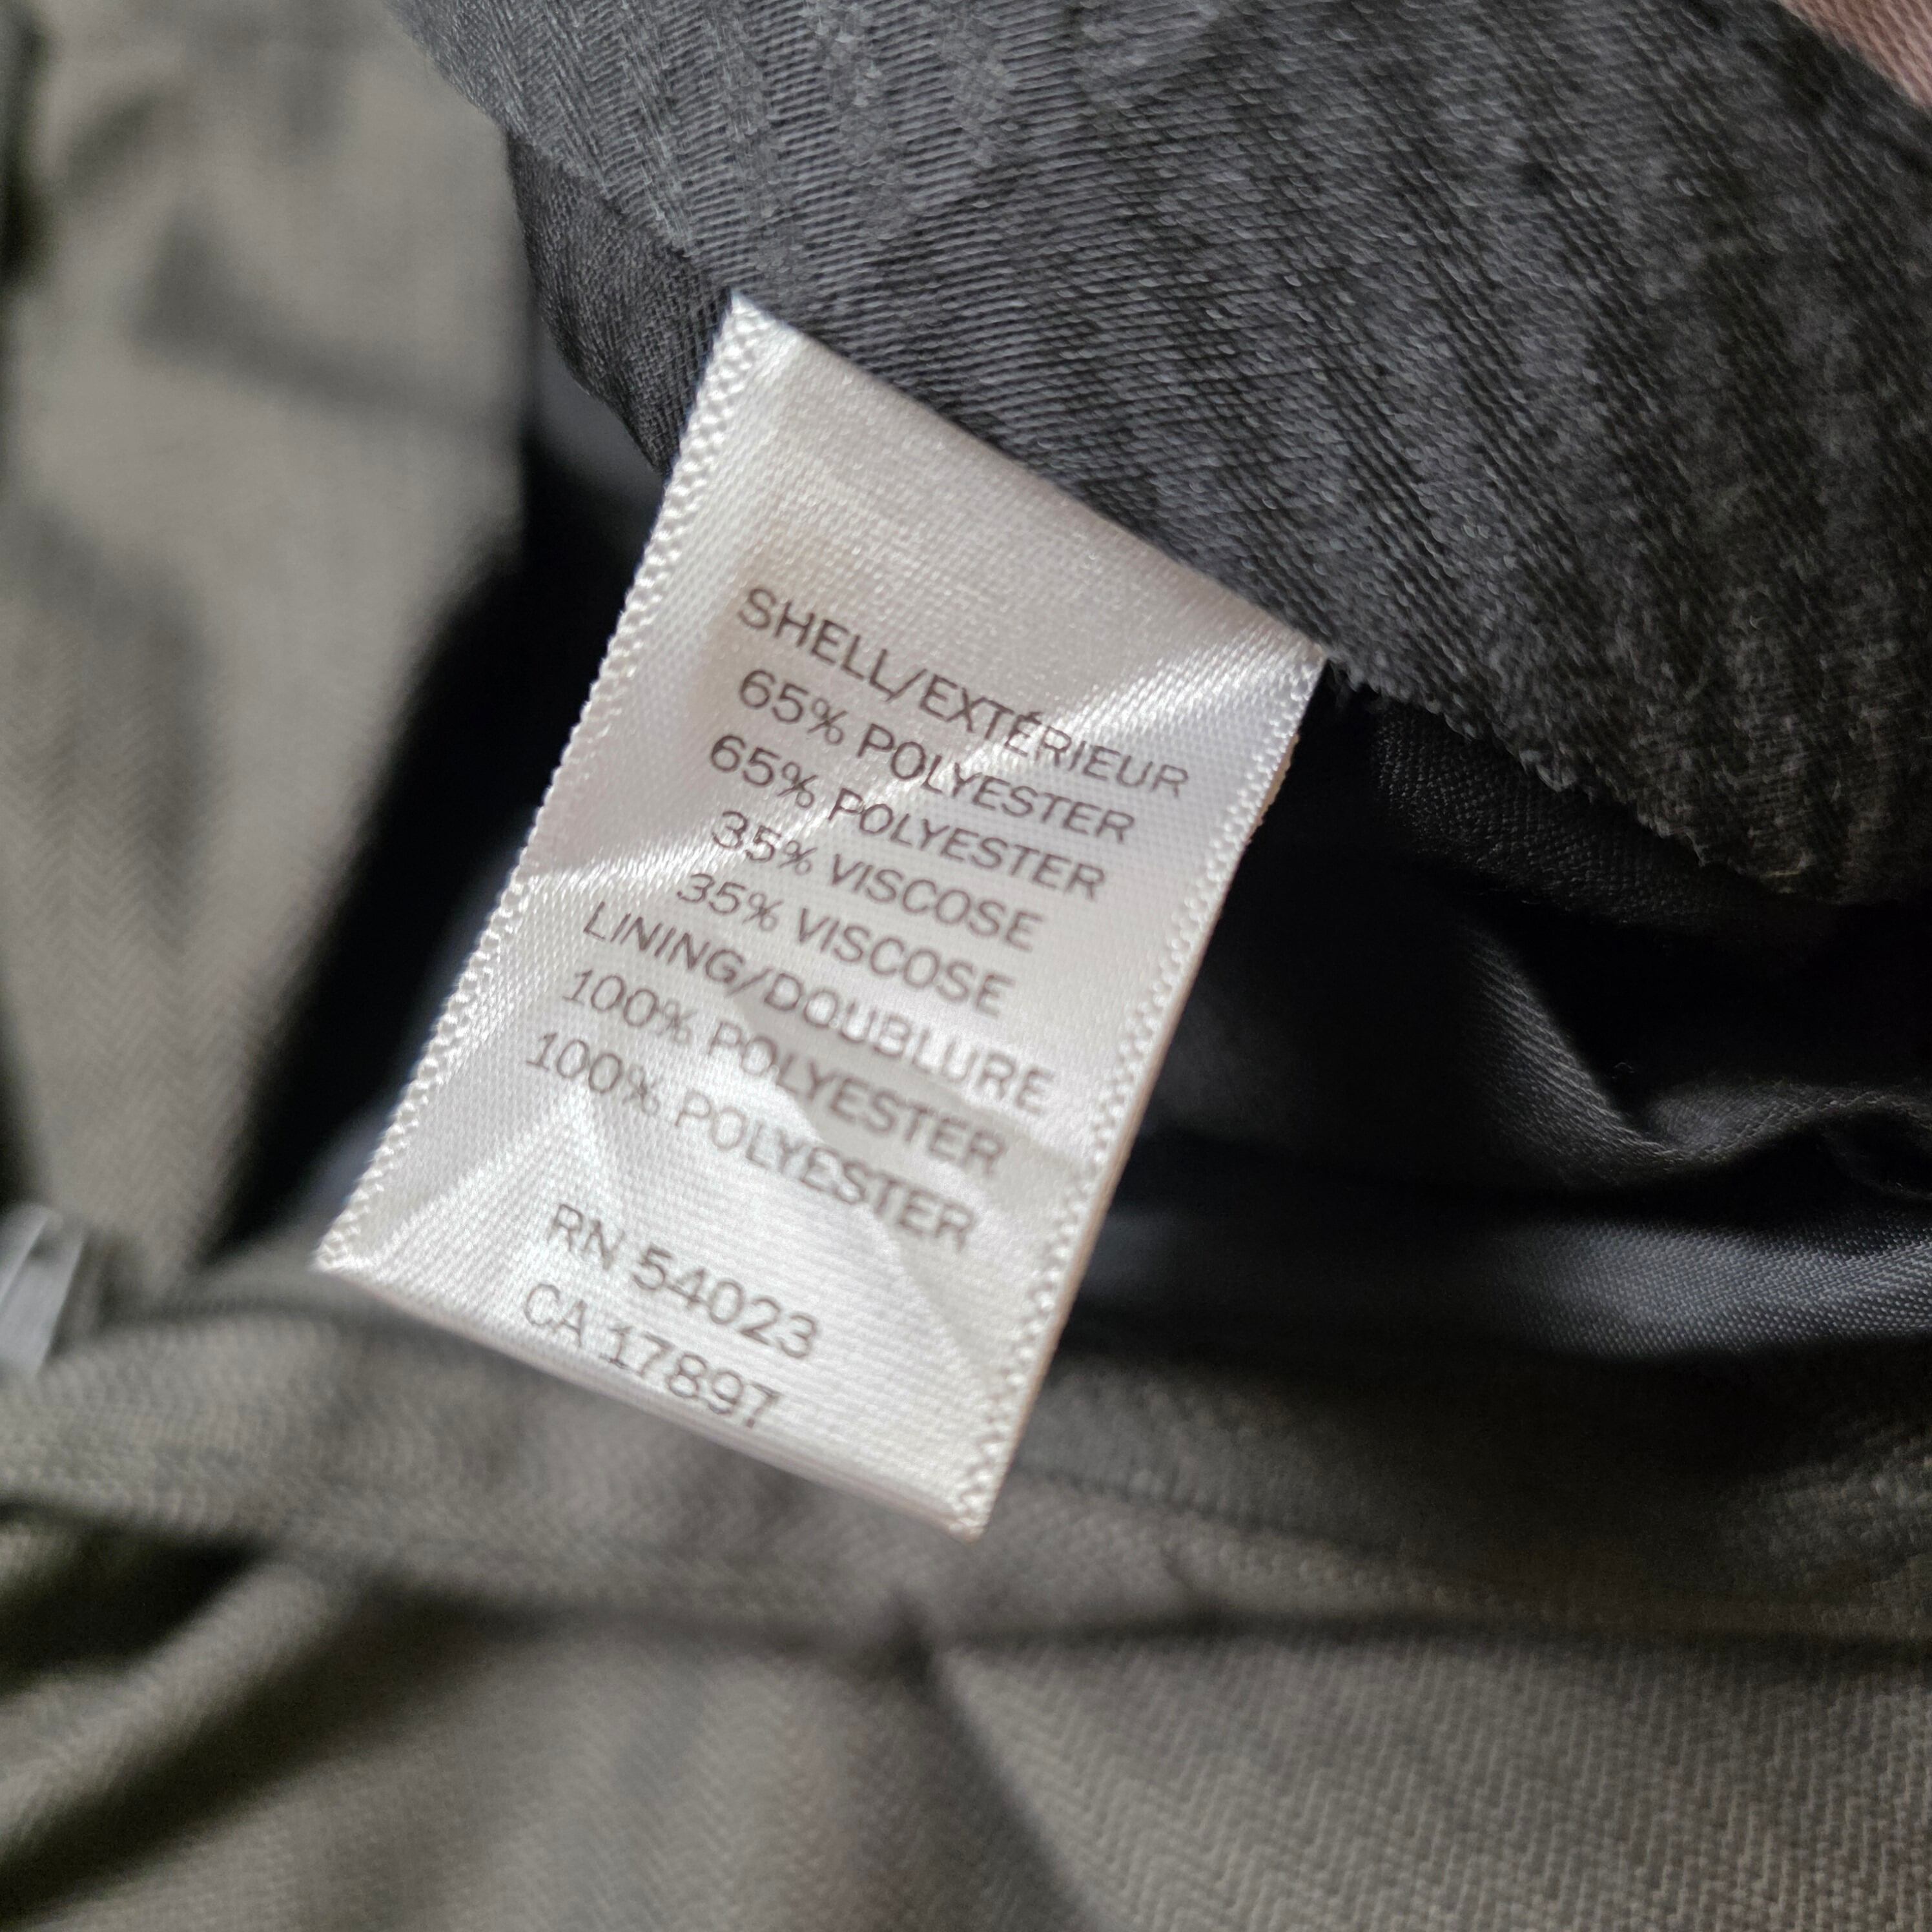 SHELL/EXTÉRIEUR
65% POLYESTER
65% POLYESTER
35% VISCOSE
35% VISCOSE
LINING/DOUBLURE
100% POLYESTER
100% POLYESTER
RN 54023
CA 17897